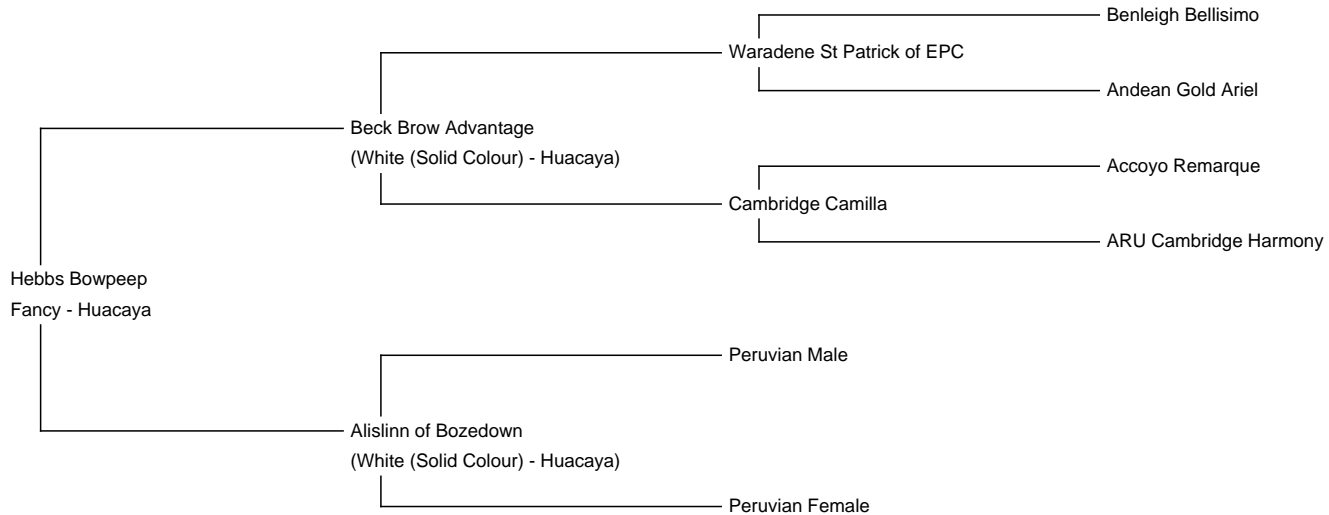 Benleigh Bellisimo
Waradene St Patrick of EPC
Andean Gold Ariel
Beck Brow Advantage
(White (Solid Colour) - Huacaya)
Accoyo Remarque
Cambridge Camilla
ARU Cambridge Harmony
Hebbs Bowpeep
Fancy - Huacaya
Peruvian Male
Alislinn of Bozedown
(White (Solid Colour) - Huacaya)
Peruvian Female